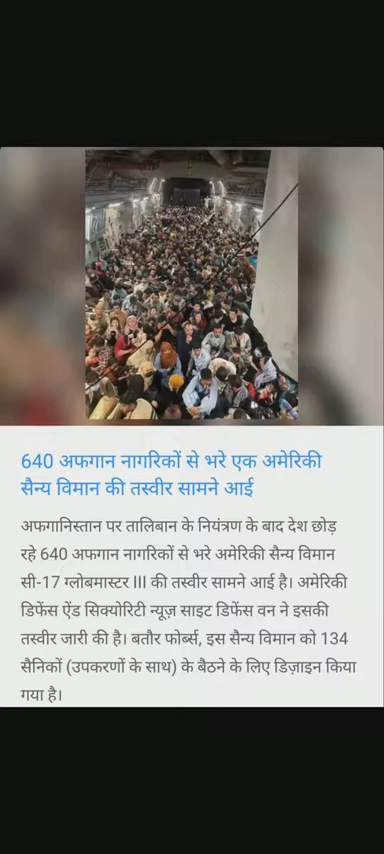 640 अफगान नागरिकों से भरे एक अमेरिकी
सैन्य विमान की तस्वीर सामने आई
अफगानिस्तान पर तालिबान के नियंत्रण के बाद देश छोड़
रहे 640 अफगान नागरिकों से भरे अमेरिकी सैन्य विमान
सी-17 ग्लोबमास्टर III की तस्वीर सामने आई है। अमेरिकी
डिफेंस ऐंड सिक्योरिटी न्यूज़ साइट डिफेंस वन ने इसकी
तस्वीर जारी की है। बतौर फोर्ब्स, इस सैन्य विमान को 134
सैनिकों (उपकरणों के साथ) के बैठने के लिए डिज़ाइन किया
गया है।